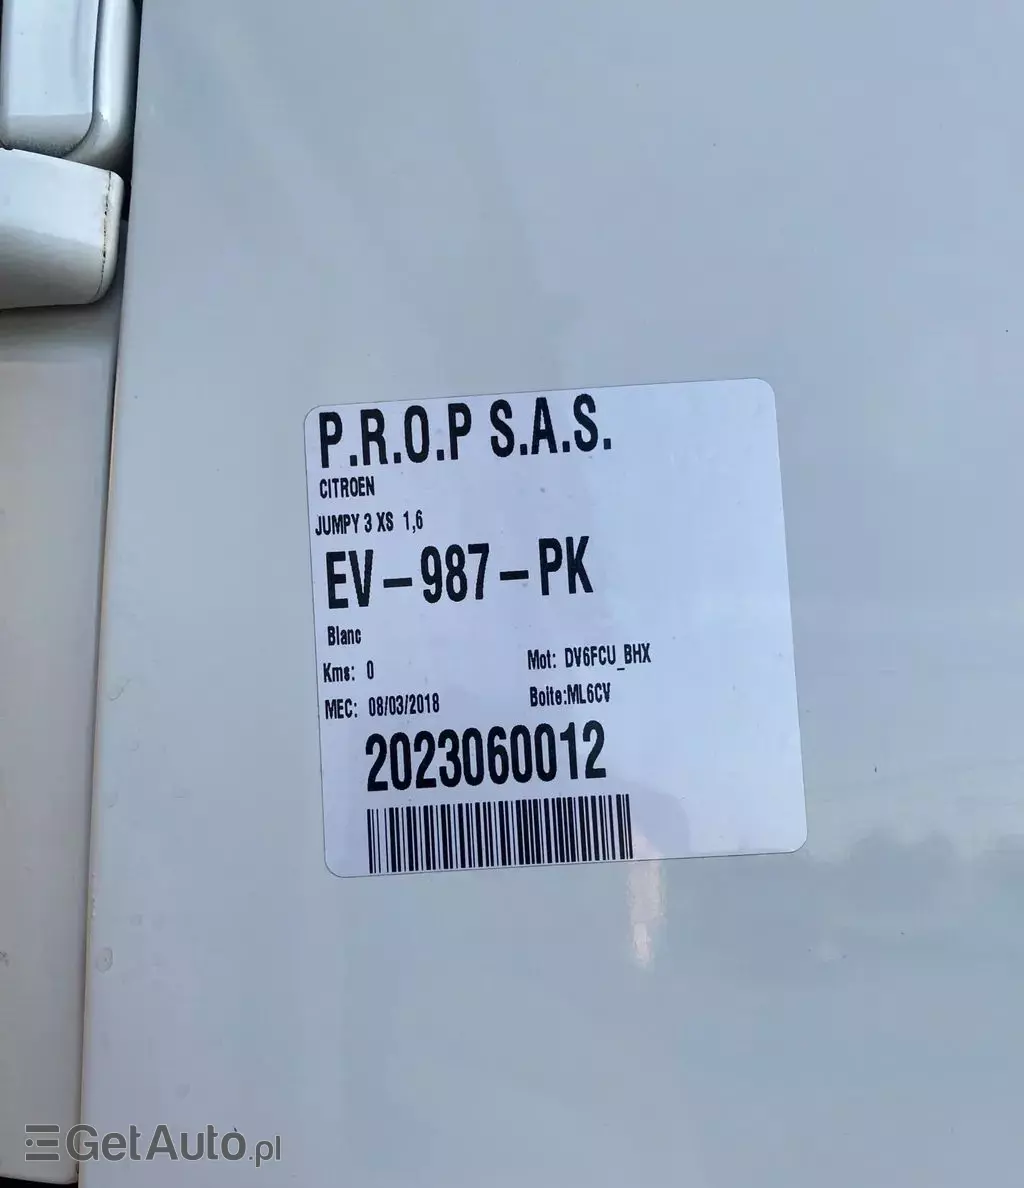 P.R.O.P S.A.S.
CITROEN
JUMPY 3 XS 1,6
EV-987-PK
Blanc
Kms: 0 Mot: DV6FCU_BHX
MEC: 08/03/2018 Boite:ML6CV
2023060012
GetAuto.pl